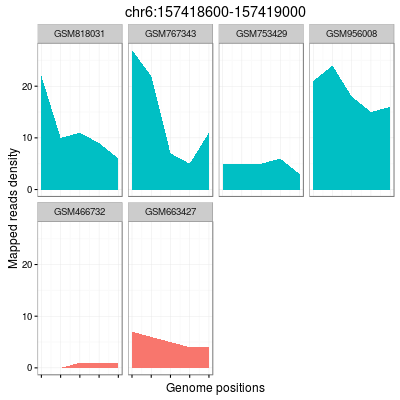 chr6:157418600-157419000
GSM818031 GSM767343 GSM753429 GSM956008
20
10
0
Mapped reads density
GSM466732 GSM663427
20
10
0
Genome positions